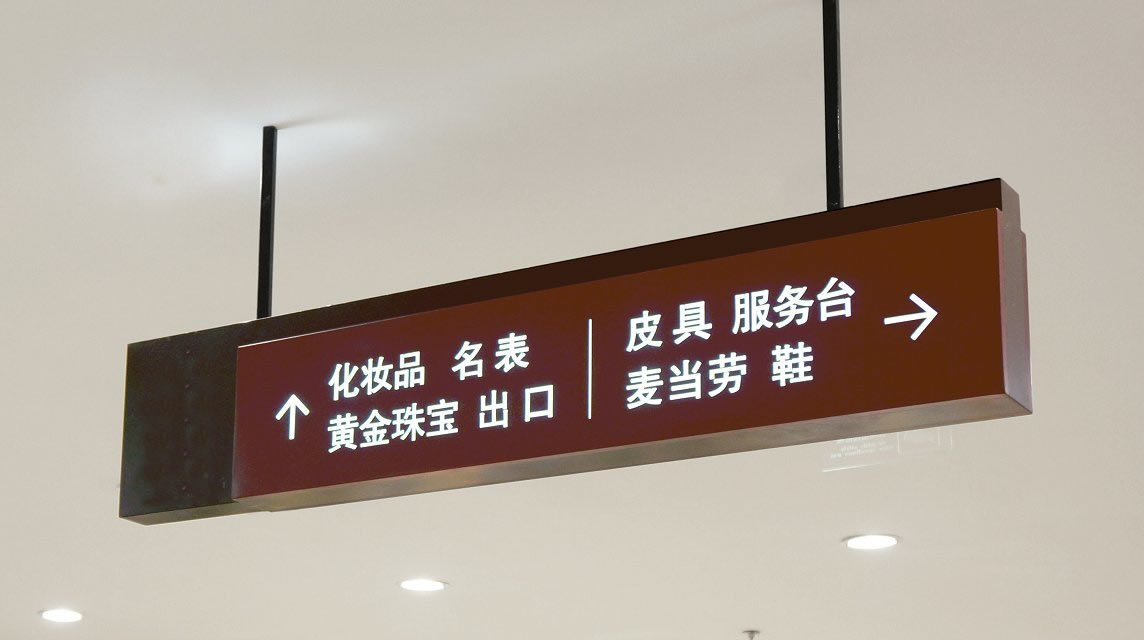 化妆品 名表
黄金珠宝 出口
皮具 服务台
麦当劳 鞋